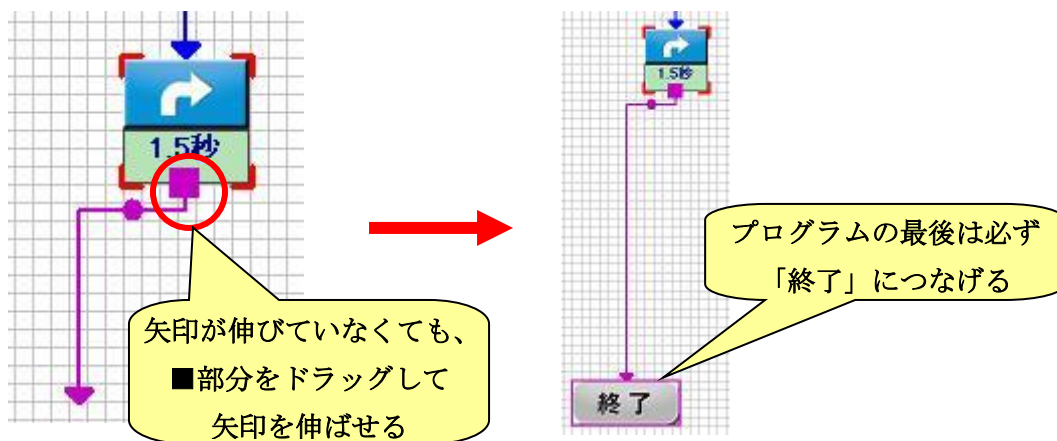 1.5秒
矢印が伸びていなくても、
■部分をドラッグして
矢印を伸ばせる
1.5秒
プログラムの最後は必ず
「終了」につなげる
終了